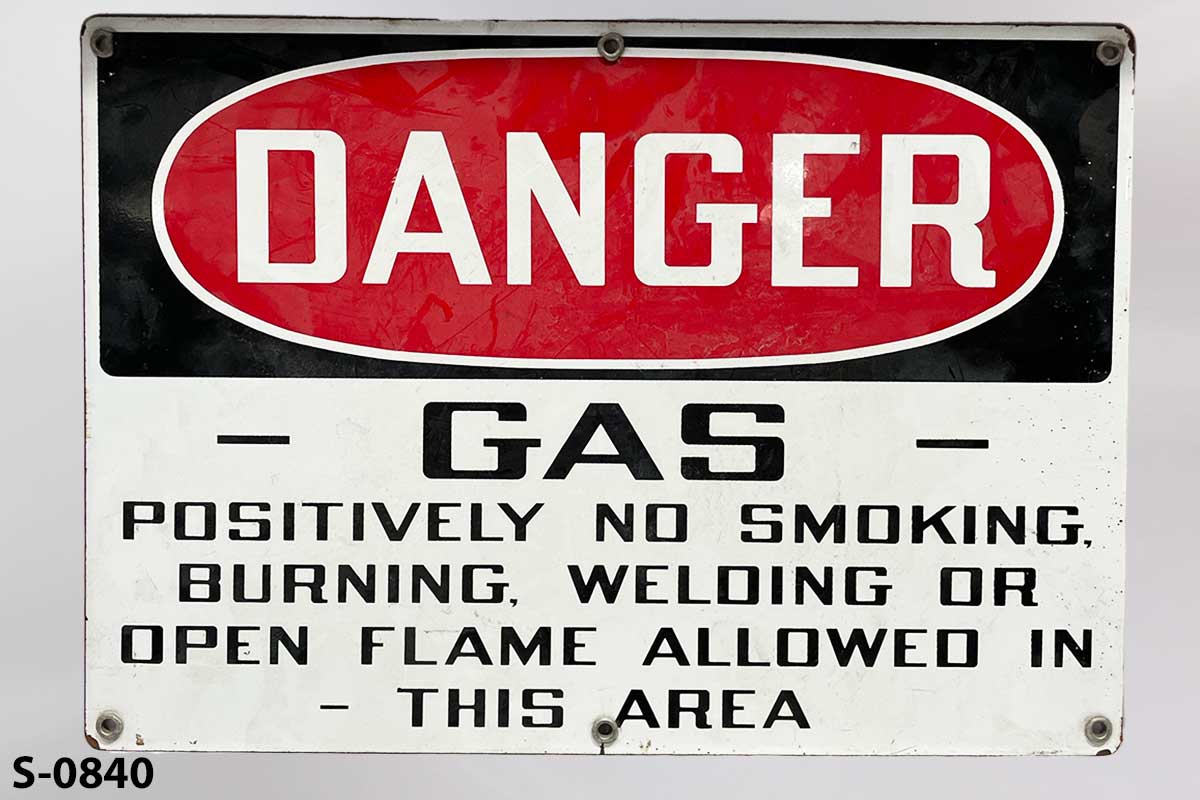 DANGER
- GAS -
POSITIVELY NO SMOKING,
BURNING, WELDING OR
OPEN FLAME ALLOWED IN
- THIS AREA
S-0840